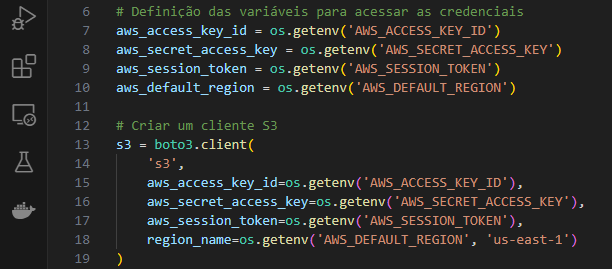 6 # Definição das variáveis para acessar as credenciais
7 aws_access_key_id = os.getenv('AWS_ACCESS_KEY_ID')
8 aws_secret_access_key = os.getenv('AWS_SECRET_ACCESS_KEY')
9 aws_session_token = os.getenv('AWS_SESSION_TOKEN')
10 aws_default_region = os.getenv('AWS_DEFAULT_REGION')
11
12 # Criar um cliente S3
13 s3 = boto3.client(
14     's3',
15     aws_access_key_id=os.getenv('AWS_ACCESS_KEY_ID'),
16     aws_secret_access_key=os.getenv('AWS_SECRET_ACCESS_KEY'),
17     aws_session_token=os.getenv('AWS_SESSION_TOKEN'),
18     region_name=os.getenv('AWS_DEFAULT_REGION', 'us-east-1')
19 )